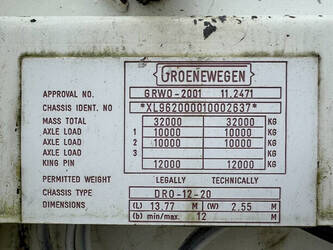 GROENEWEGEN
APPROVAL NO. GRWO-2001 11.2471
CHASSIS IDENT. NO *XL962000010002637*
MASS TOTAL 32000 32000 KG
AXLE LOAD 1 10000 10000 KG
AXLE LOAD 2 10000 10000 KG
AXLE LOAD 3 10000 10000 KG
KING PIN 12000 12000 KG
PERMITTED WEIGHT LEGALLY TECHNICALLY
CHASSIS TYPE DRO-12-20
DIMENSIONS (L) 13.77 M (W) 2.55 M
(b) min/max. 12 M